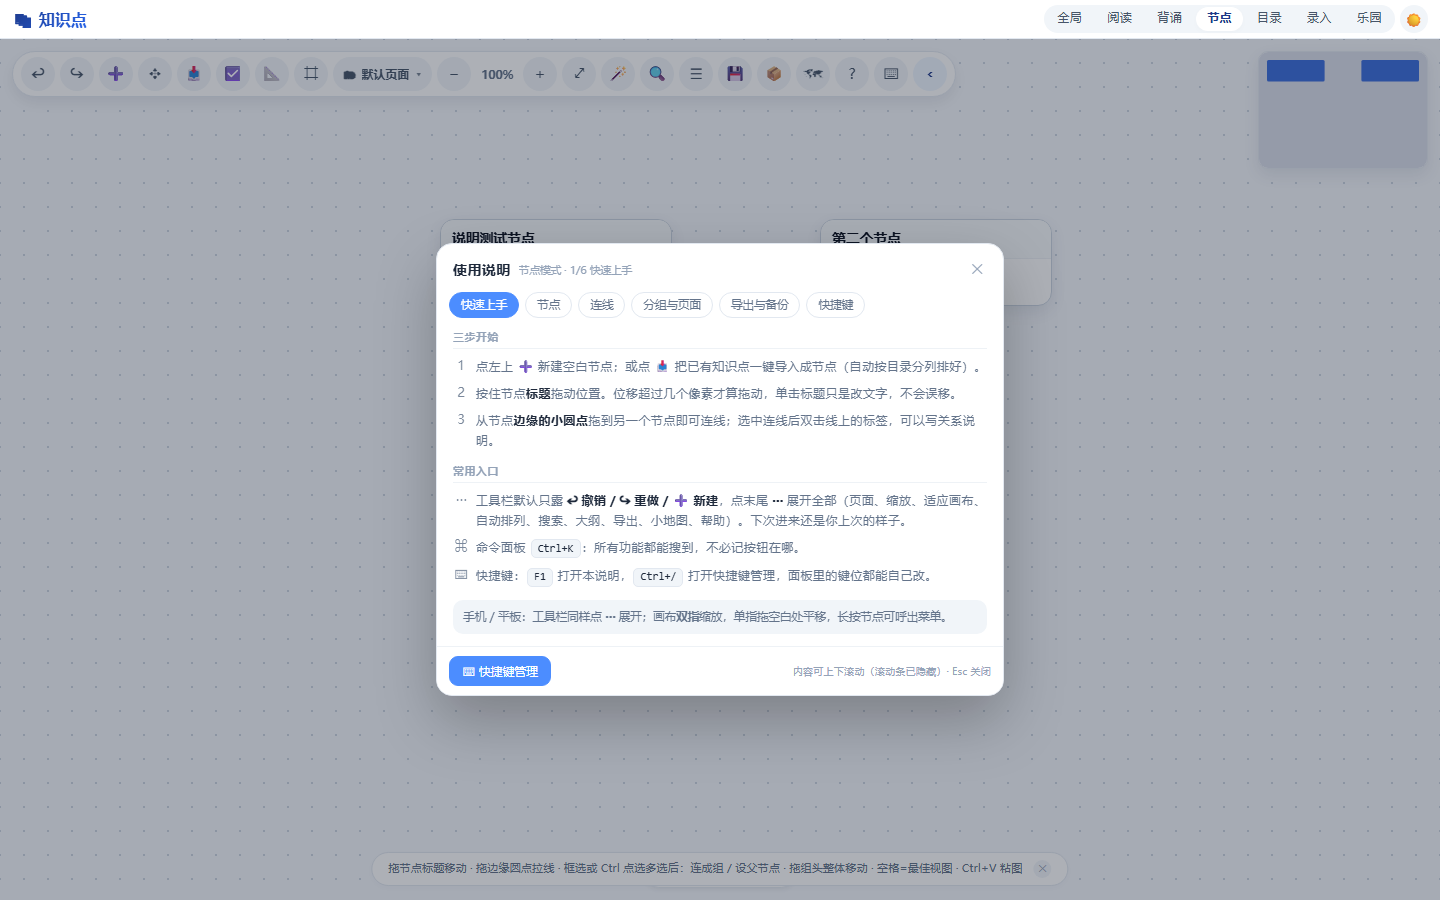 知识点
全局 阅读 背诵 节点 目录 录入 乐园
默认页面 − 100% + ? ‹
说明测试节点 第二个节点
使用说明 节点模式 · 1/6 快速上手
快速上手 节点 连线 分组与页面 导出与备份 快捷键
三步开始
1 点左上 ➕ 新建空白节点；或点 📥 把已有知识点一键导入成节点（自动按目录分列排好）。
2 按住节点标题拖动位置。位移超过几个像素才算拖动，单击标题只是改文字，不会误移。
3 从节点边缘的小圆点拖到另一个节点即可连线；选中连线后双击线上的标签，可以写关系说
明。
常用入口
⋯ 工具栏默认只露 ↩ 撤销 / ↪ 重做 / ➕ 新建，点末尾 ⋯ 展开全部（页面、缩放、适应画布、
自动排列、搜索、大纲、导出、小地图、帮助）。下次进来还是你上次的样子。
⌘ 命令面板 Ctrl+K ：所有功能都能搜到，不必记按钮在哪。
⌨ 快捷键： F1 打开本说明， Ctrl+/ 打开快捷键管理，面板里的键位都能自己改。
手机 / 平板：工具栏同样点 ⋯ 展开；画布双指缩放，单指拖空白处平移，长按节点可呼出菜单。
⌨ 快捷键管理 内容可上下滚动（滚动条已隐藏）· Esc 关闭
拖节点标题移动 · 拖边缘圆点拉线 · 框选或 Ctrl 点选多选后：连成组 / 设父节点 · 拖组头整体移动 · 空格=最佳视图 · Ctrl+V 粘图